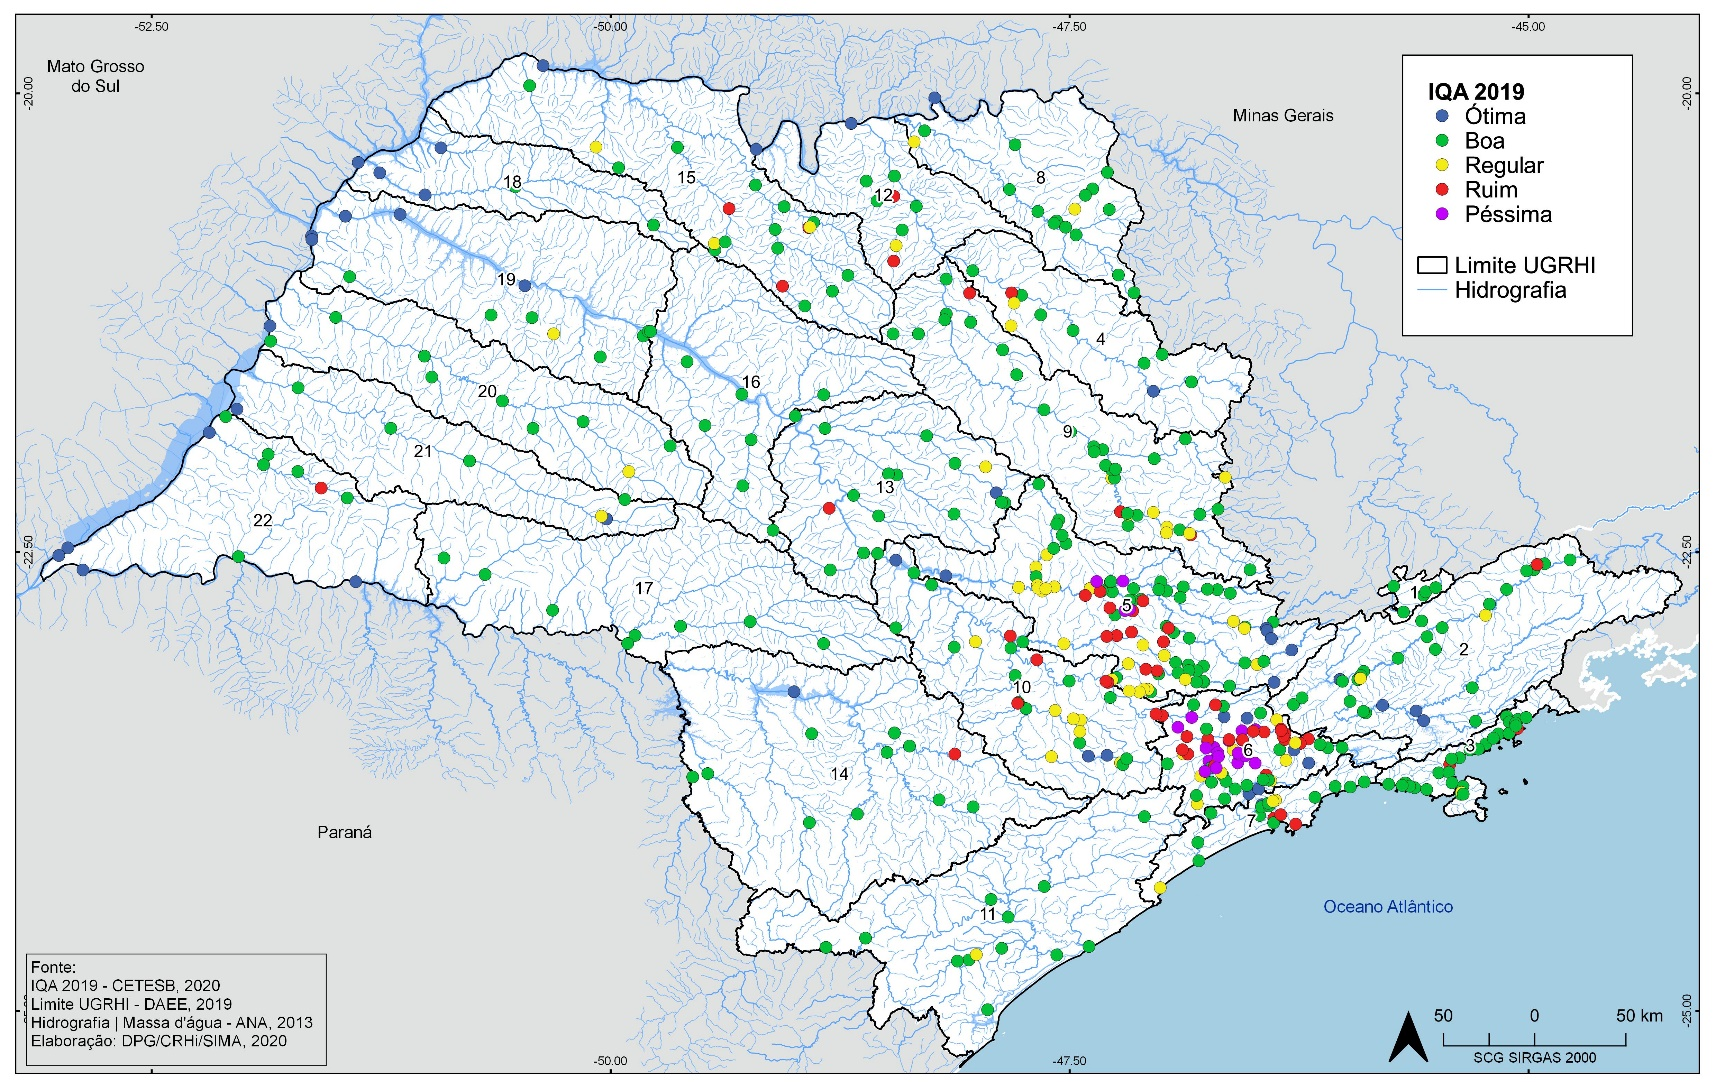 -52.50
-50.00
-47.50
-45.00
Mato Grosso
do Sul
-20.00
-20.00
Minas Gerais
IQA 2019
Ótima
Boa
Regular
Ruim
Péssima
Limite UGRHI
Hidrografia
18
15
12
8
19
4
16
20
9
21
13
22
-22.50
-22.50
17
5
1
2
10
14
6
3
7
11
Paraná
Oceano Atlântico
Fonte:
IQA 2019 - CETESB, 2020
Limite UGRHI - DAEE, 2019
Hidrografia | Massa d'água - ANA, 2013
Elaboração: DPG/CRHi/SIMA, 2020
50 0 50 km
SCG SIRGAS 2000
-25.00
-50.00
-47.50